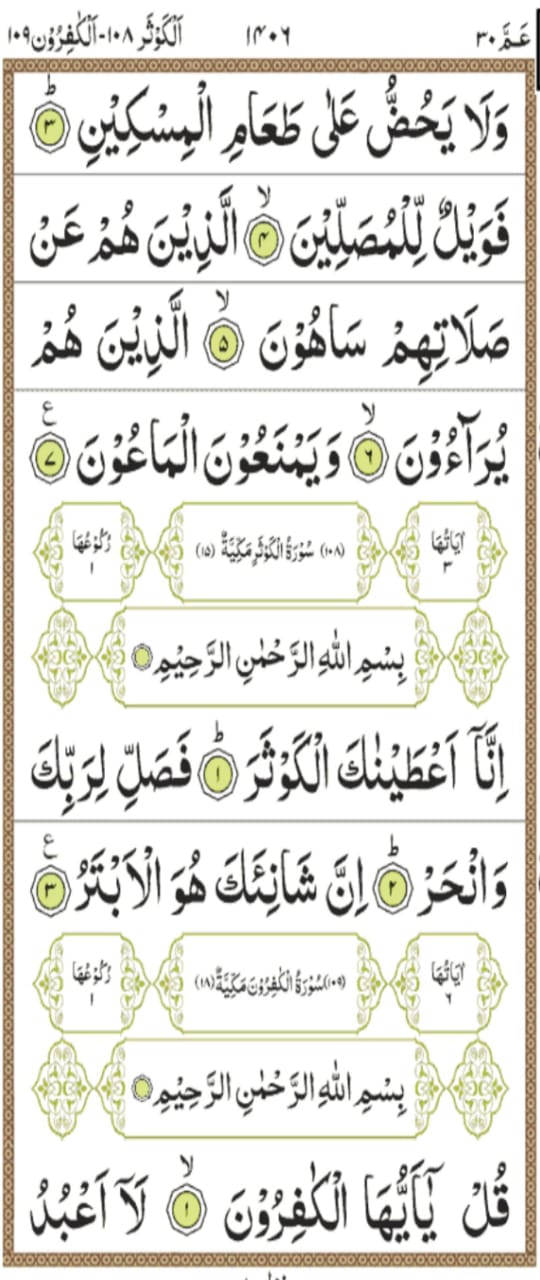 عَمَّ ٣٠ ١٤٠٦ اَلْكَوْثَر ١٠٨-اَلْكٰفِرُوْن ١٠٩
وَلَا يَحُضُّ عَلٰى طَعَامِ الْمِسْكِيْنِ ؕ ٣
فَوَيْلٌ لِّلْمُصَلِّيْنَ ۙ ٤ الَّذِيْنَ هُمْ عَنْ
صَلَاتِهِمْ سَاهُوْنَ ۙ ٥ الَّذِيْنَ هُمْ
يُرَآءُوْنَ ۙ ٦ وَيَمْنَعُوْنَ الْمَاعُوْنَ ع ٧
اٰيَاتُهَا ٣ (١٠٨) سُوْرَةُ الْكَوْثَرِ مَكِّيَّةٌ (١٥) رُكُوْعُهَا ١
بِسْمِ اللّٰهِ الرَّحْمٰنِ الرَّحِيْمِ
اِنَّاۤ اَعْطَيْنٰكَ الْكَوْثَرَ ؕ ١ فَصَلِّ لِرَبِّكَ
وَانْحَرْ ؕ ٢ اِنَّ شَانِئَكَ هُوَ الْاَبْتَرُ ع ٣
اٰيَاتُهَا ٦ (١٠٩) سُوْرَةُ الْكٰفِرُوْنَ مَكِّيَّةٌ (١٨) رُكُوْعُهَا ١
بِسْمِ اللّٰهِ الرَّحْمٰنِ الرَّحِيْمِ
قُلْ يٰۤاَيُّهَا الْكٰفِرُوْنَ ۙ ١ لَاۤ اَعْبُدُ